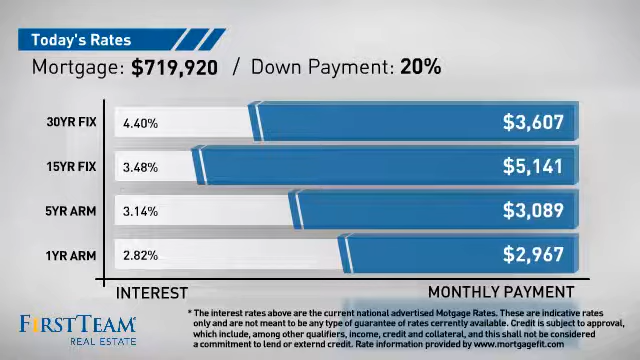 Today's Rates
Mortgage: $719,920 / Down Payment: 20%
30YR FIX 4.40% $3,607
15YR FIX 3.48% $5,141
5YR ARM 3.14% $3,089
1YR ARM 2.82% $2,967
INTEREST MONTHLY PAYMENT
* The interest rates above are the current national advertised Motgage Rates. These are indicative rates
only and are not meant to be any type of guarantee of rates cerrently available. Credit is subject to approval,
which include, among other qualifiers, income, credit and collateral, and this shall not be considered
a commitment to lend or externd credit. Rate information provided by www.mortgagefit.com
FIRSTTEAM®
REAL ESTATE